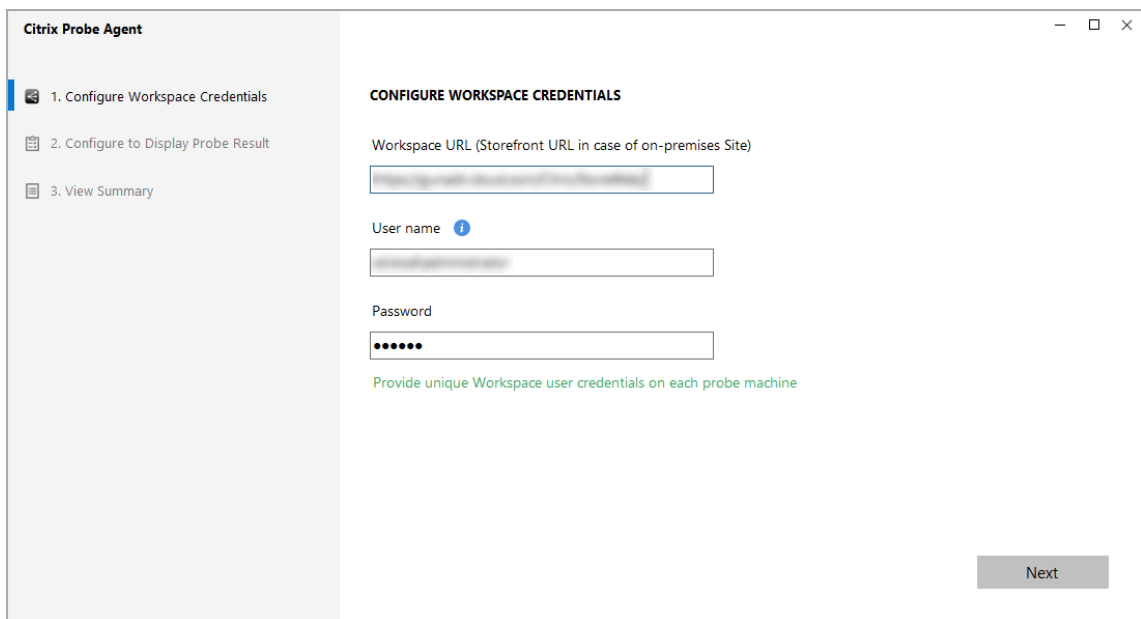 Citrix Probe Agent
1. Configure Workspace Credentials
2. Configure to Display Probe Result
3. View Summary
CONFIGURE WORKSPACE CREDENTIALS
Workspace URL (Storefront URL in case of on-premises Site)
User name
Password
••••••
Provide unique Workspace user credentials on each probe machine
Next